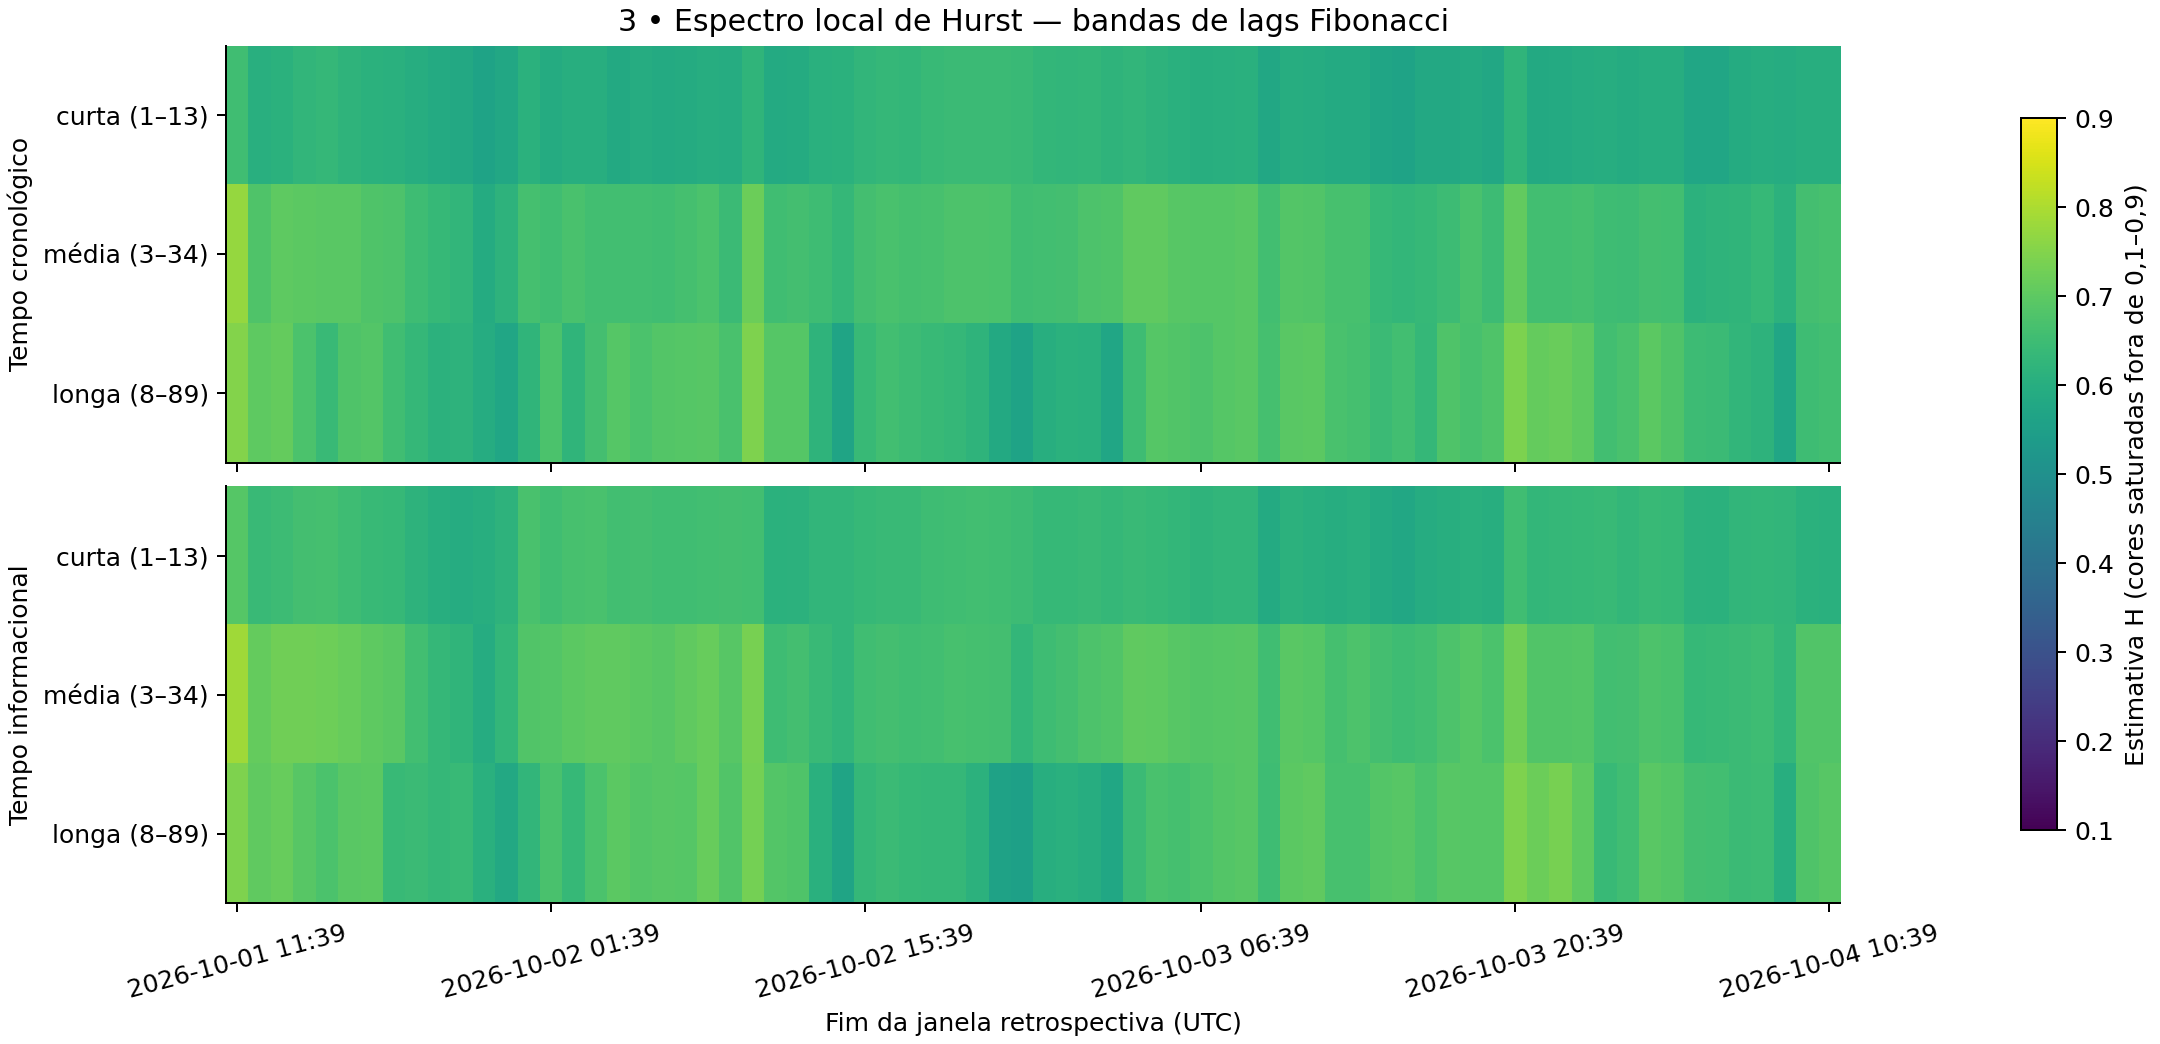 3 • Espectro local de Hurst — bandas de lags Fibonacci
Tempo cronológico
curta (1–13)
média (3–34)
longa (8–89)
Tempo informacional
curta (1–13)
média (3–34)
longa (8–89)
2026-10-01 11:39
2026-10-02 01:39
2026-10-02 15:39
2026-10-03 06:39
2026-10-03 20:39
2026-10-04 10:39
Fim da janela retrospectiva (UTC)
0.9
0.8
0.7
0.6
0.5
0.4
0.3
0.2
0.1
Estimativa H (cores saturadas fora de 0,1–0,9)